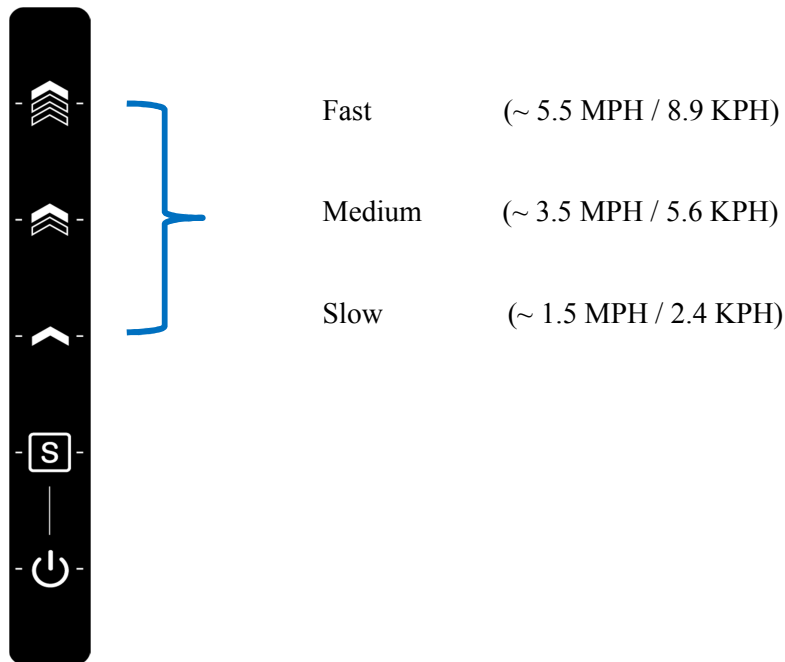 Fast (~ 5.5 MPH / 8.9 KPH)
Medium (~ 3.5 MPH / 5.6 KPH)
Slow (~ 1.5 MPH / 2.4 KPH)
S